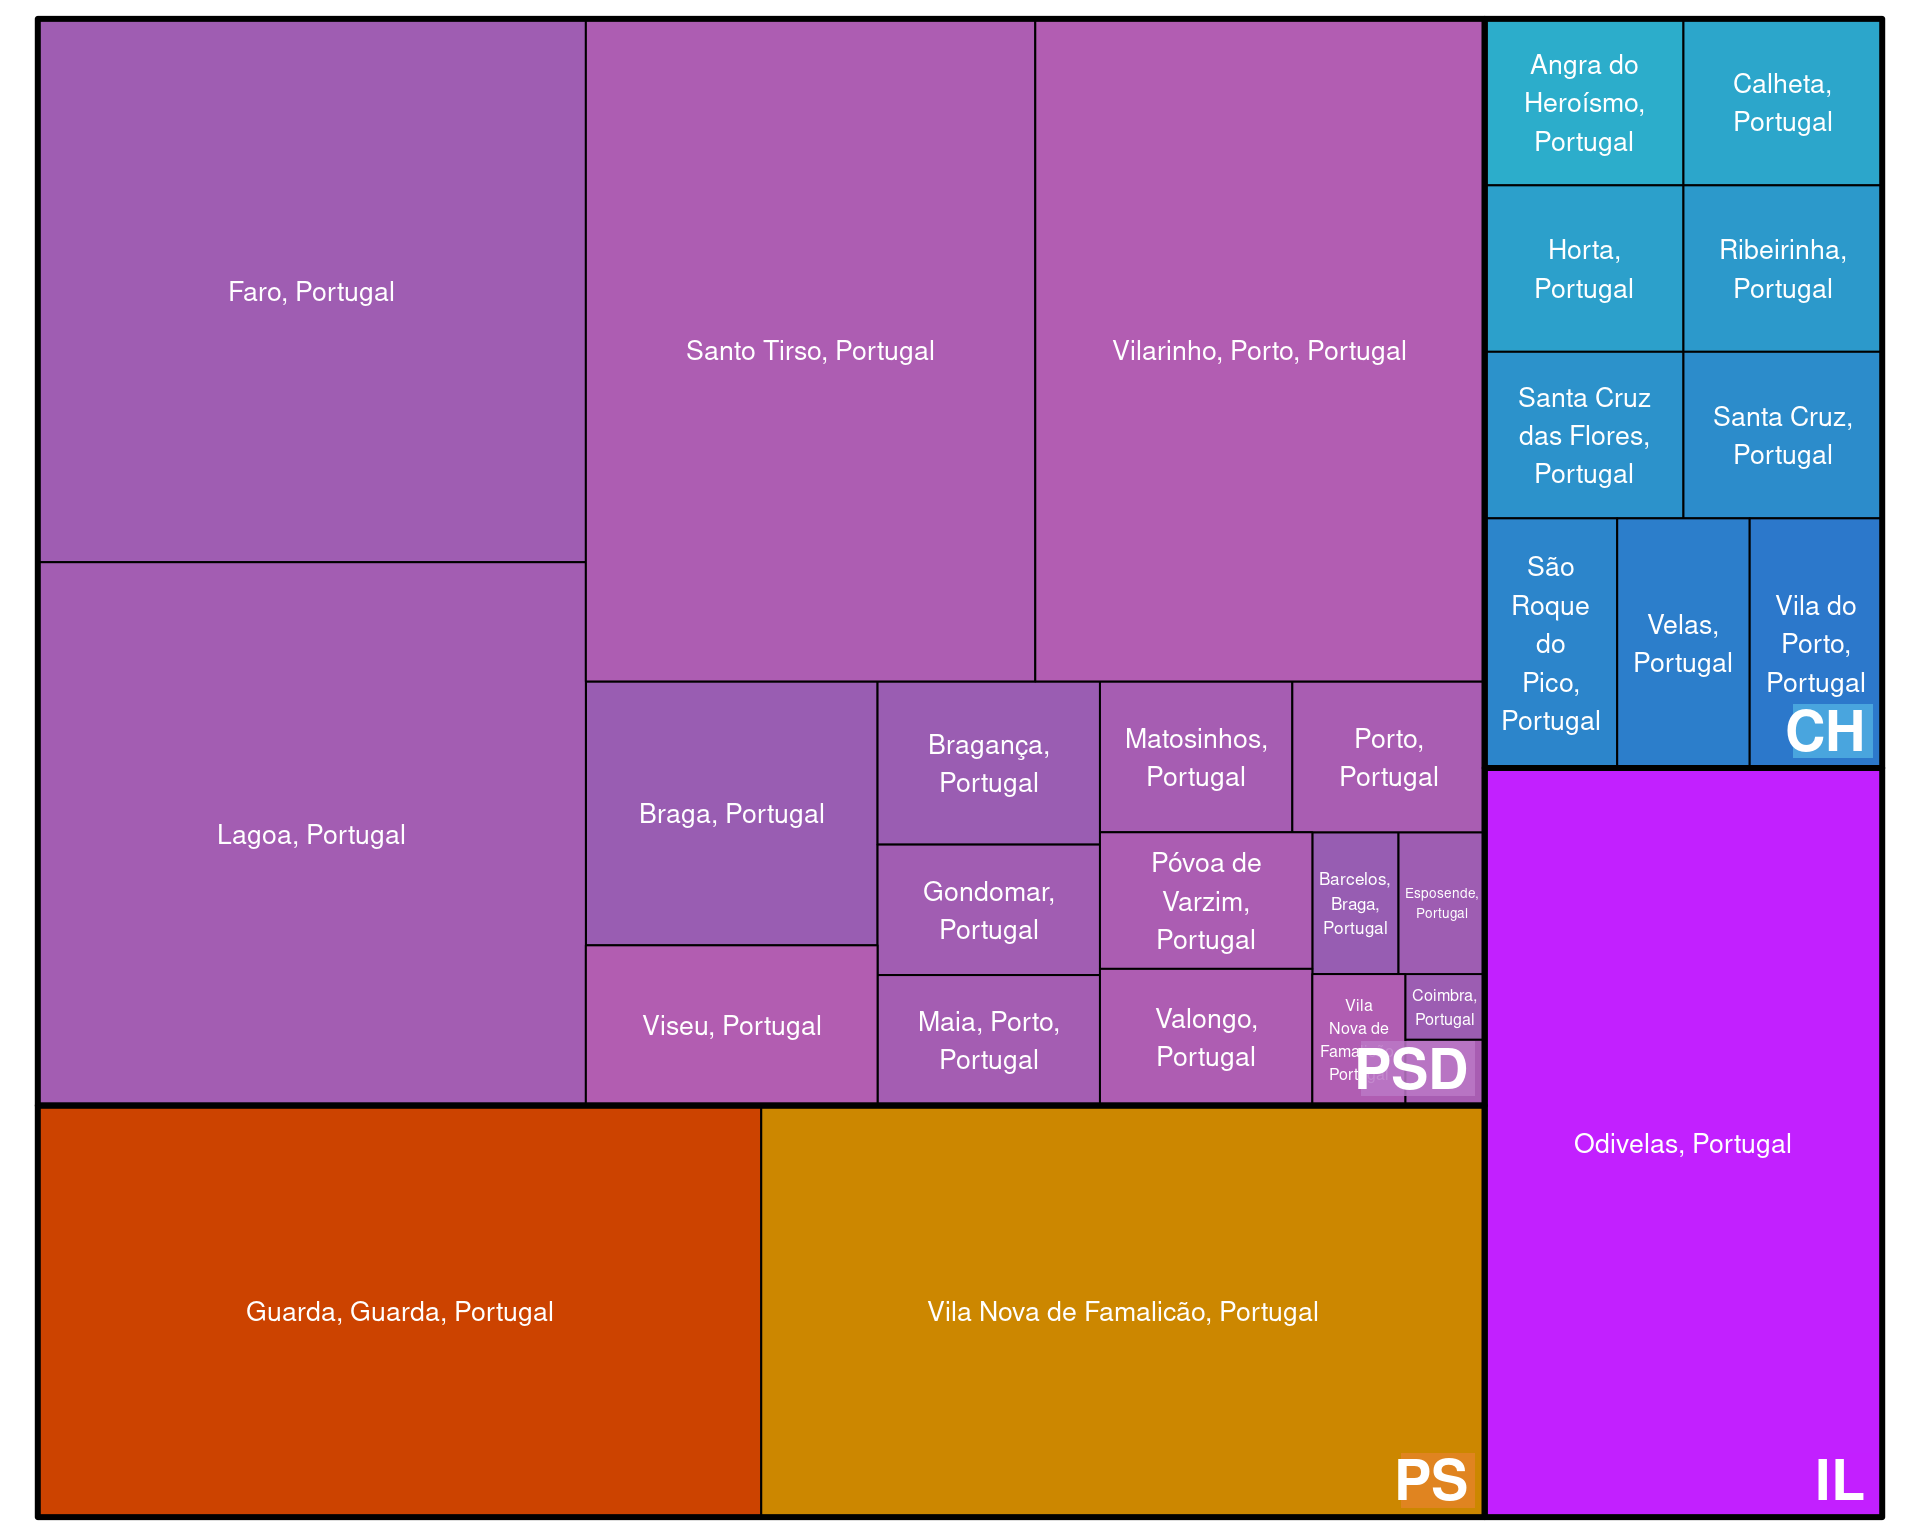 Faro, Portugal
Santo Tirso, Portugal
Vilarinho, Porto, Portugal
Lagoa, Portugal
Braga, Portugal
Viseu, Portugal
Bragança,
Portugal
Gondomar,
Portugal
Maia, Porto,
Portugal
Matosinhos,
Portugal
Porto,
Portugal
Póvoa de
Varzim,
Portugal
Valongo,
Portugal
Barcelos,
Braga,
Portugal
Esposende,
Portugal
Vila
Nova de
Coimbra,
Portugal
PSD
Angra do
Heroísmo,
Portugal
Calheta,
Portugal
Horta,
Portugal
Ribeirinha,
Portugal
Santa Cruz
das Flores,
Portugal
Santa Cruz,
Portugal
São
Roque
do
Pico,
Portugal
Velas,
Portugal
Vila do
Porto,
Portugal
CH
Guarda, Guarda, Portugal
Vila Nova de Famalicão, Portugal
PS
Odivelas, Portugal
IL